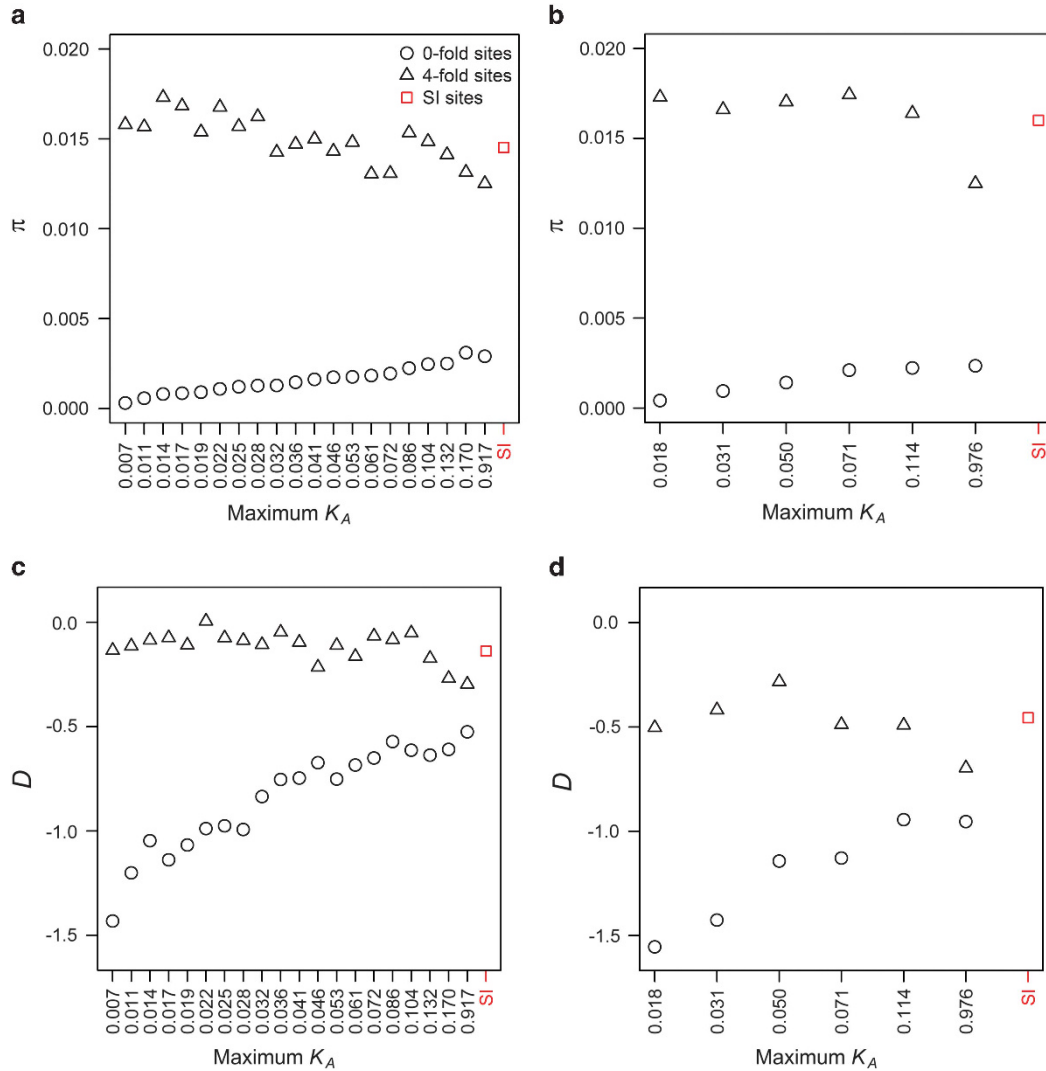 a
0.020
0.015
0.010
0.005
0.000
π
0-fold sites
4-fold sites
SI sites
0.007 0.011 0.014 0.017 0.019 0.022 0.025 0.028 0.032 0.036 0.041 0.046 0.053 0.061 0.072 0.086 0.104 0.132 0.170 0.917 SI
Maximum K_A
b
0.020
0.015
0.010
0.005
0.000
π
0.018 0.031 0.050 0.071 0.114 0.976 SI
Maximum K_A
c
0.0
-0.5
-1.0
-1.5
D
0.007 0.011 0.014 0.017 0.019 0.022 0.025 0.028 0.032 0.036 0.041 0.046 0.053 0.061 0.072 0.086 0.104 0.132 0.170 0.917 SI
Maximum K_A
d
0.0
-0.5
-1.0
-1.5
D
0.018 0.031 0.050 0.071 0.114 0.976 SI
Maximum K_A